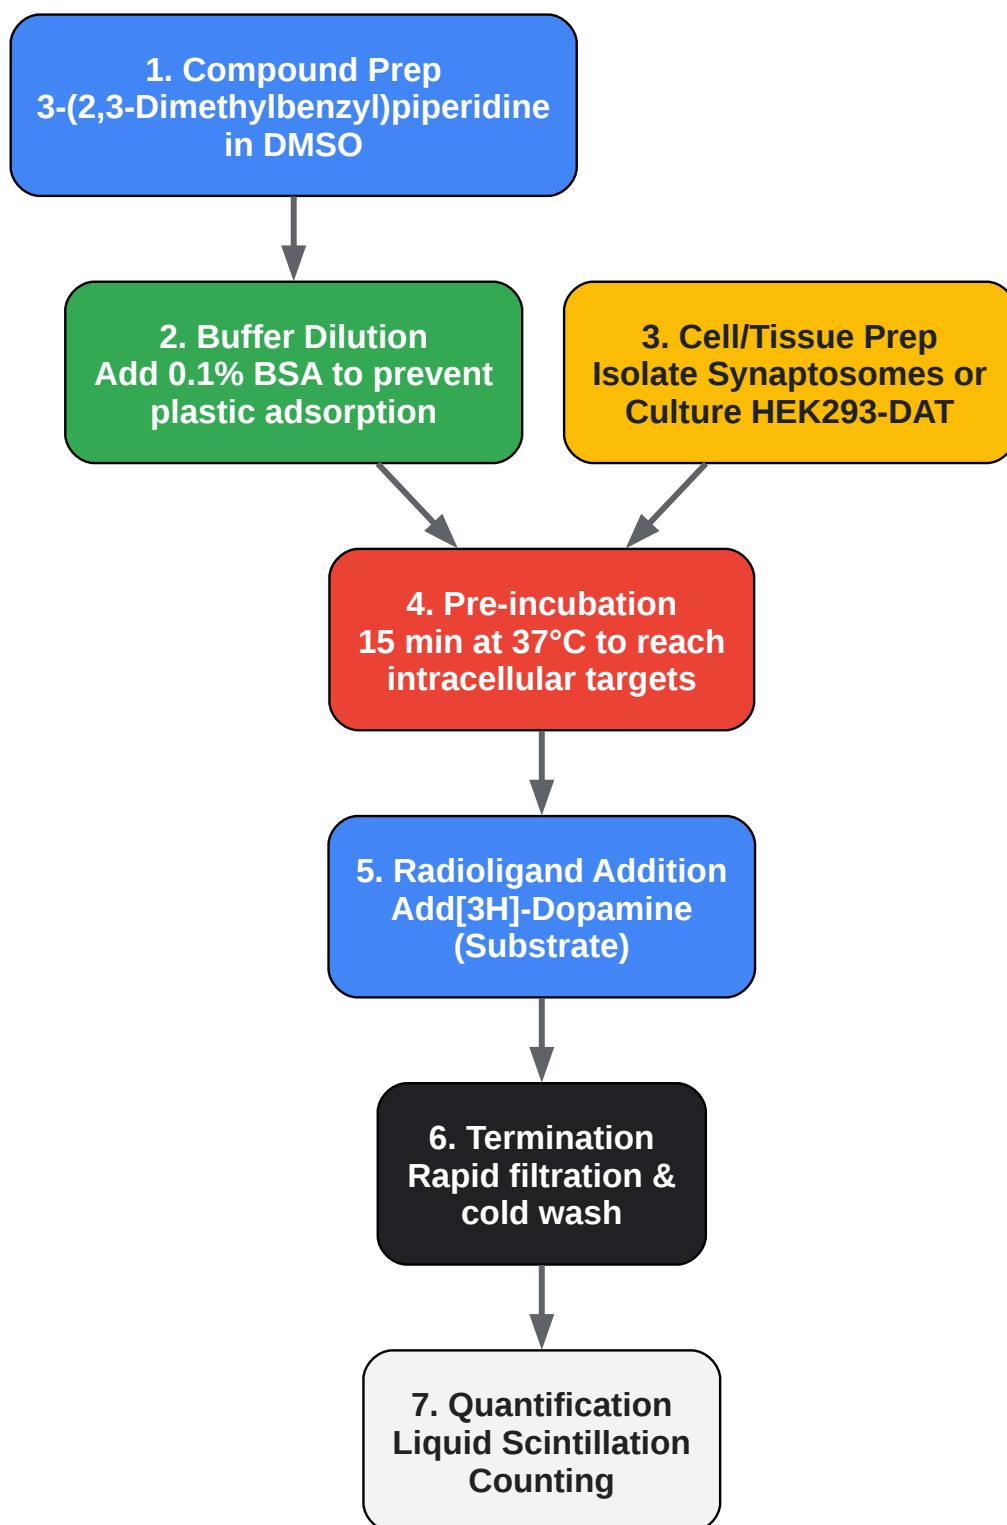 1. Compound Prep
3-(2,3-Dimethylbenzyl)piperidine
in DMSO
2. Buffer Dilution
Add 0.1% BSA to prevent
plastic adsorption
3. Cell/Tissue Prep
Isolate Synaptosomes or
Culture HEK293-DAT
4. Pre-incubation
15 min at 37°C to reach
intracellular targets
5. Radioligand Addition
Add[3H]-Dopamine
(Substrate)
6. Termination
Rapid filtration &
cold wash
7. Quantification
Liquid Scintillation
Counting